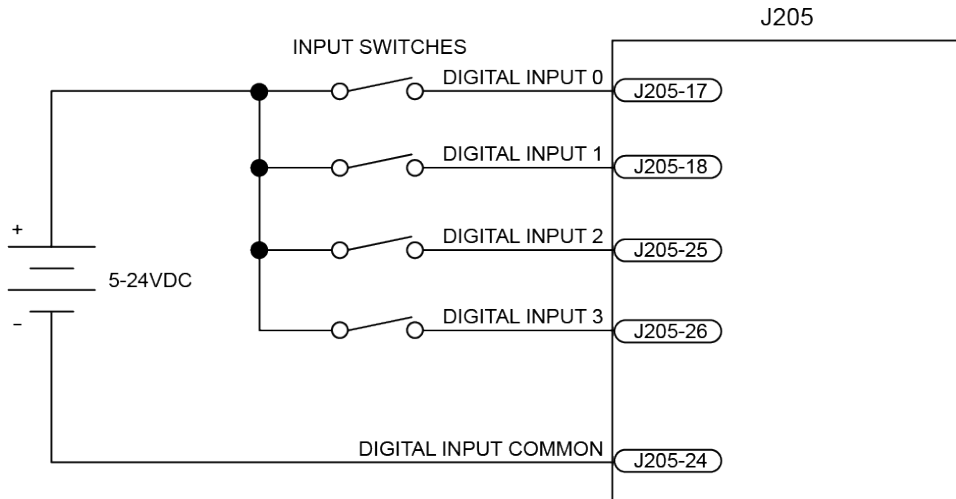 J205
INPUT SWITCHES
DIGITAL INPUT 0
J205-17
DIGITAL INPUT 1
J205-18
+
DIGITAL INPUT 2
J205-25
5-24VDC
−
DIGITAL INPUT 3
J205-26
DIGITAL INPUT COMMON
J205-24